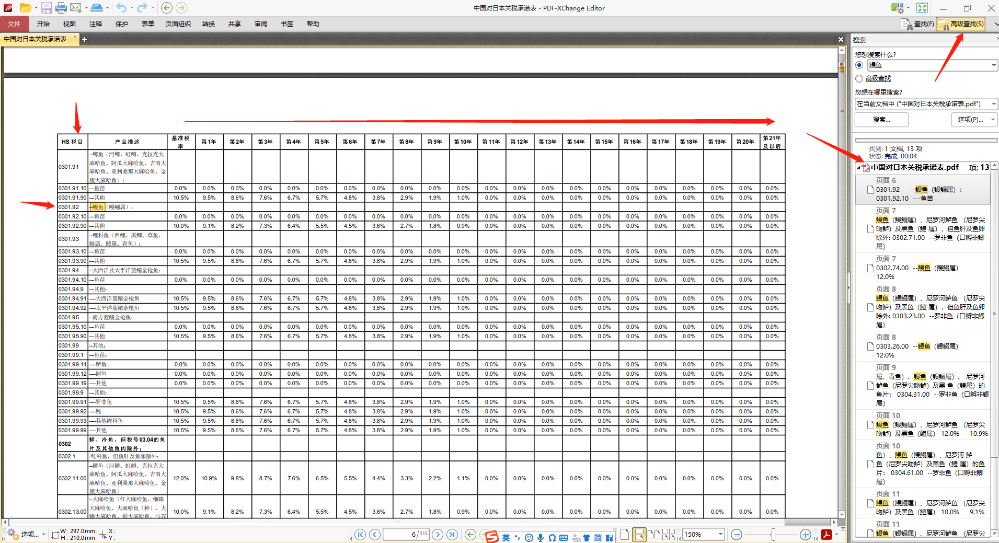 中国对日本关税承诺表 - PDF-XChange Editor
文件 开始 视图 注释 保护 表单 页面组织 转换 共享 审阅 书签 帮助
查找(F) 高级查找(S)
中国对日本关税承诺表
HS 税目 产品描述 基准税率 第1年 第2年 第3年 第4年 第5年 第6年 第7年 第8年 第9年 第10年 第11年 第12年 第13年 第14年 第15年 第16年 第17年 第18年 第19年 第20年 第21年及以后
0301.91 --鳟鱼（河鳟、虹鳟、克拉克大
麻哈鱼、阿瓜大麻哈鱼、吉雨大
麻哈鱼、亚利桑那大麻哈鱼、金
腹大麻哈鱼）：
0301.91.10 ---鱼苗 0.0% 0.0% 0.0% 0.0% 0.0% 0.0% 0.0% 0.0% 0.0% 0.0% 0.0% 0.0% 0.0% 0.0% 0.0% 0.0% 0.0% 0.0% 0.0% 0.0% 0.0% 0.0%
0301.91.90 ---其他 10.5% 9.5% 8.6% 7.6% 6.7% 5.7% 4.8% 3.8% 2.9% 1.9% 1.0% 0.0% 0.0% 0.0% 0.0% 0.0% 0.0% 0.0% 0.0% 0.0% 0.0% 0.0%
0301.92 --鳗鱼（鳗鲡属）：
0301.92.10 ---鱼苗 0.0% 0.0% 0.0% 0.0% 0.0% 0.0% 0.0% 0.0% 0.0% 0.0% 0.0% 0.0% 0.0% 0.0% 0.0% 0.0% 0.0% 0.0% 0.0% 0.0% 0.0% 0.0%
0301.92.90 ---其他 10.0% 9.1% 8.2% 7.3% 6.4% 5.5% 4.5% 3.6% 2.7% 1.8% 0.9% 0.0% 0.0% 0.0% 0.0% 0.0% 0.0% 0.0% 0.0% 0.0% 0.0% 0.0%
0301.93 --鲤科鱼（西鲤、黑鲫、草鱼、
鲢属、鲮属、青鱼）：
0301.93.10 ---鱼苗 0.0% 0.0% 0.0% 0.0% 0.0% 0.0% 0.0% 0.0% 0.0% 0.0% 0.0% 0.0% 0.0% 0.0% 0.0% 0.0% 0.0% 0.0% 0.0% 0.0% 0.0% 0.0%
0301.93.90 ---其他 10.5% 9.5% 8.6% 7.6% 6.7% 5.7% 4.8% 3.8% 2.9% 1.9% 1.0% 0.0% 0.0% 0.0% 0.0% 0.0% 0.0% 0.0% 0.0% 0.0% 0.0% 0.0%
0301.94 --大西洋及太平洋蓝鳍金枪鱼：
0301.94.10 ---鱼苗 0.0% 0.0% 0.0% 0.0% 0.0% 0.0% 0.0% 0.0% 0.0% 0.0% 0.0% 0.0% 0.0% 0.0% 0.0% 0.0% 0.0% 0.0% 0.0% 0.0% 0.0% 0.0%
0301.94.9 ---其他：
0301.94.91 ----大西洋蓝鳍金枪鱼 10.5% 9.5% 8.6% 7.6% 6.7% 5.7% 4.8% 3.8% 2.9% 1.9% 1.0% 0.0% 0.0% 0.0% 0.0% 0.0% 0.0% 0.0% 0.0% 0.0% 0.0% 0.0%
0301.94.92 ----太平洋蓝鳍金枪鱼 10.5% 9.5% 8.6% 7.6% 6.7% 5.7% 4.8% 3.8% 2.9% 1.9% 1.0% 0.0% 0.0% 0.0% 0.0% 0.0% 0.0% 0.0% 0.0% 0.0% 0.0% 0.0%
0301.95 --南方蓝鳍金枪鱼：
0301.95.10 ---鱼苗 0.0% 0.0% 0.0% 0.0% 0.0% 0.0% 0.0% 0.0% 0.0% 0.0% 0.0% 0.0% 0.0% 0.0% 0.0% 0.0% 0.0% 0.0% 0.0% 0.0% 0.0% 0.0%
0301.95.90 ---其他 10.5% 9.5% 8.6% 7.6% 6.7% 5.7% 4.8% 3.8% 2.9% 1.9% 1.0% 0.0% 0.0% 0.0% 0.0% 0.0% 0.0% 0.0% 0.0% 0.0% 0.0% 0.0%
0301.99 --其他：
0301.99.1 ---鱼苗：
0301.99.11 ----鲈鱼 0.0% 0.0% 0.0% 0.0% 0.0% 0.0% 0.0% 0.0% 0.0% 0.0% 0.0% 0.0% 0.0% 0.0% 0.0% 0.0% 0.0% 0.0% 0.0% 0.0% 0.0% 0.0%
0301.99.12 ----鲟鱼 0.0% 0.0% 0.0% 0.0% 0.0% 0.0% 0.0% 0.0% 0.0% 0.0% 0.0% 0.0% 0.0% 0.0% 0.0% 0.0% 0.0% 0.0% 0.0% 0.0% 0.0% 0.0%
0301.99.19 ----其他 0.0% 0.0% 0.0% 0.0% 0.0% 0.0% 0.0% 0.0% 0.0% 0.0% 0.0% 0.0% 0.0% 0.0% 0.0% 0.0% 0.0% 0.0% 0.0% 0.0% 0.0% 0.0%
0301.99.9 ---其他：
0301.99.91 ----罗非鱼 10.5% 9.5% 8.6% 7.6% 6.7% 5.7% 4.8% 3.8% 2.9% 1.9% 1.0% 0.0% 0.0% 0.0% 0.0% 0.0% 0.0% 0.0% 0.0% 0.0% 0.0% 0.0%
0301.99.92 ----鲀 10.5% 9.5% 8.6% 7.6% 6.7% 5.7% 4.8% 3.8% 2.9% 1.9% 1.0% 0.0% 0.0% 0.0% 0.0% 0.0% 0.0% 0.0% 0.0% 0.0% 0.0% 0.0%
0301.99.93 ----其他鲤科鱼 10.5% 9.5% 8.6% 7.6% 6.7% 5.7% 4.8% 3.8% 2.9% 1.9% 1.0% 0.0% 0.0% 0.0% 0.0% 0.0% 0.0% 0.0% 0.0% 0.0% 0.0% 0.0%
0301.99.99 ----其他 10.5% 9.5% 8.6% 7.6% 6.7% 5.7% 4.8% 3.8% 2.9% 1.9% 1.0% 0.0% 0.0% 0.0% 0.0% 0.0% 0.0% 0.0% 0.0% 0.0% 0.0% 0.0%
0302 鲜、冷鱼，但税号03.04的鱼
片及其他鱼肉除外：
0302.1 -鲑科鱼，但鱼肝及鱼卵除外：
0302.11.00 --鳟鱼（河鳟、虹鳟、克拉克大
麻哈鱼、阿瓜大麻哈鱼、吉雨大
麻哈鱼、亚利桑那大麻哈鱼、金
腹大麻哈鱼） 12.0% 10.9% 9.8% 8.7% 7.6% 6.5% 5.5% 4.4% 3.3% 2.2% 1.1% 0.0% 0.0% 0.0% 0.0% 0.0% 0.0% 0.0% 0.0% 0.0% 0.0% 0.0%
0302.13.00 --大麻哈鱼〔红大麻哈鱼、细磷
大麻哈鱼、大麻哈鱼（种）、大
鳞大麻哈鱼、银大麻哈鱼、马苏 10.0% 9.1% 8.2% 7.3% 6.4% 5.5% 4.5% 3.6% 2.7% 1.8% 0.9% 0.0% 0.0% 0.0% 0.0% 0.0% 0.0% 0.0% 0.0% 0.0% 0.0% 0.0%
搜索
您想搜索什么?
鳗鱼
高级查找
您想在哪里搜索?
在当前文档中 ("中国对日本关税承诺表.pdf")
搜索... 选项(P)...
找到: 1 文档, 13 项
状态: 完成, 00:04
中国对日本关税承诺表.pdf 项: 13
页面 6
0301.92 --鳗鱼（鳗鲡属）：
0301.92.10 ---鱼苗
页面 7
鳗鱼（鳗鲡属）、尼罗河鲈鱼 （尼罗尖
吻鲈）及黑鱼（鳢 属），但鱼肝及鱼卵
除外: 0302.71.00 --罗非鱼（口孵非鲫
属）
页面 7
0302.74.00 --鳗鱼（鳗鲡属）
12.0%
页面 8
鳗鱼（鳗鲡属）、尼罗河鲈鱼 （尼罗尖
吻鲈）及黑鱼（鳢 属），但鱼肝及鱼卵
除外: 0303.23.00 --罗非鱼（口孵非鲫
属）
页面 8
0303.26.00 --鳗鱼（鳗鲡属）
12.0%
页面 9
属、青鱼）、鳗鱼（鳗鲡属）、 尼罗河
鲈鱼（尼罗尖吻鲈）及黑 鱼（鳢属）的
鱼片： 0304.31.00 --罗非鱼（口孵非鲫
属）
页面 10
鳗鱼（鳗鲡属）、尼罗河鲈鱼 （尼罗尖
吻鲈）及黑鱼（鳢属） 12.0% 10.9%
页面 10
鱼）、鳗鱼（鳗鲡属）、尼罗河 鲈
鱼（尼罗尖吻鲈）及黑鱼（鳢 属）的鱼
片： 0304.61.00 --罗非鱼（口孵非鲫
属）
页面 11
鳗鱼（鳗鲡属）、尼罗河鲈鱼 （尼罗尖
吻鲈）及黑鱼（鳢属） 10.0% 9.1%
页面 11
鳗鱼（鳗鲡属）、尼罗河鲈鱼 （尼罗尖
选项... W: 297.0mm X :
H: 210.0mm Y :
6/315 英 简 150%